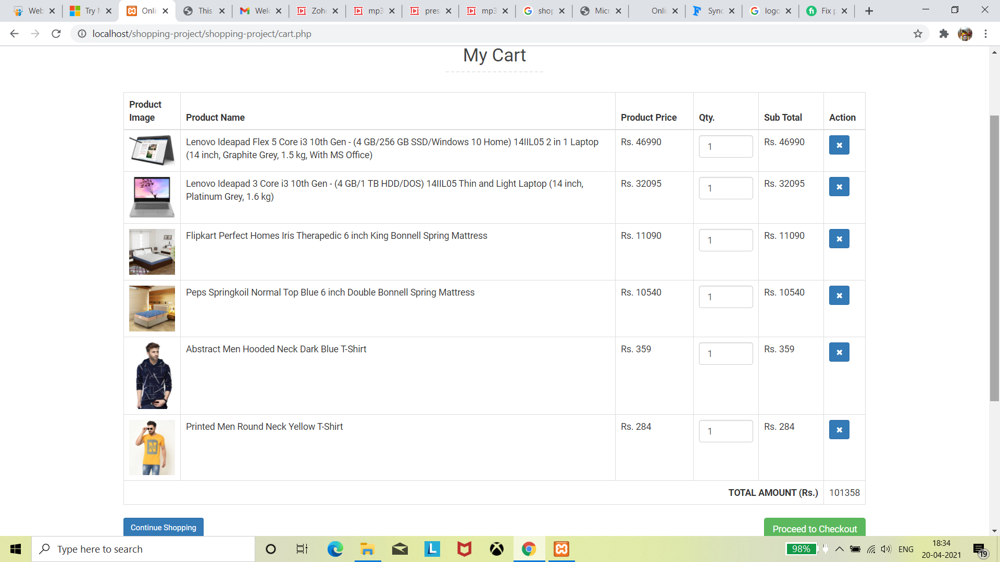 Web
Try M
Onli
This
Welc
Zoho
mp3
pres
mp3
shop
Micr
Onli
Sync
logo
Fix p
localhost/shopping-project/shopping-project/cart.php
My Cart
Product Image
Product Name
Product Price
Qty.
Sub Total
Action
Lenovo Ideapad Flex 5 Core i3 10th Gen - (4 GB/256 GB SSD/Windows 10 Home) 14IIL05 2 in 1 Laptop
(14 inch, Graphite Grey, 1.5 kg, With MS Office)
Rs. 46990
1
Rs. 46990
Lenovo Ideapad 3 Core i3 10th Gen - (4 GB/1 TB HDD/DOS) 14IIL05 Thin and Light Laptop (14 inch,
Platinum Grey, 1.6 kg)
Rs. 32095
1
Rs. 32095
Flipkart Perfect Homes Iris Therapedic 6 inch King Bonnell Spring Mattress
Rs. 11090
1
Rs. 11090
Peps Springkoil Normal Top Blue 6 inch Double Bonnell Spring Mattress
Rs. 10540
1
Rs. 10540
Abstract Men Hooded Neck Dark Blue T-Shirt
Rs. 359
1
Rs. 359
Printed Men Round Neck Yellow T-Shirt
Rs. 284
1
Rs. 284
TOTAL AMOUNT (Rs.)
101358
Continue Shopping
Proceed to Checkout
Type here to search
L
98%
ENG
18:34
20-04-2021
19